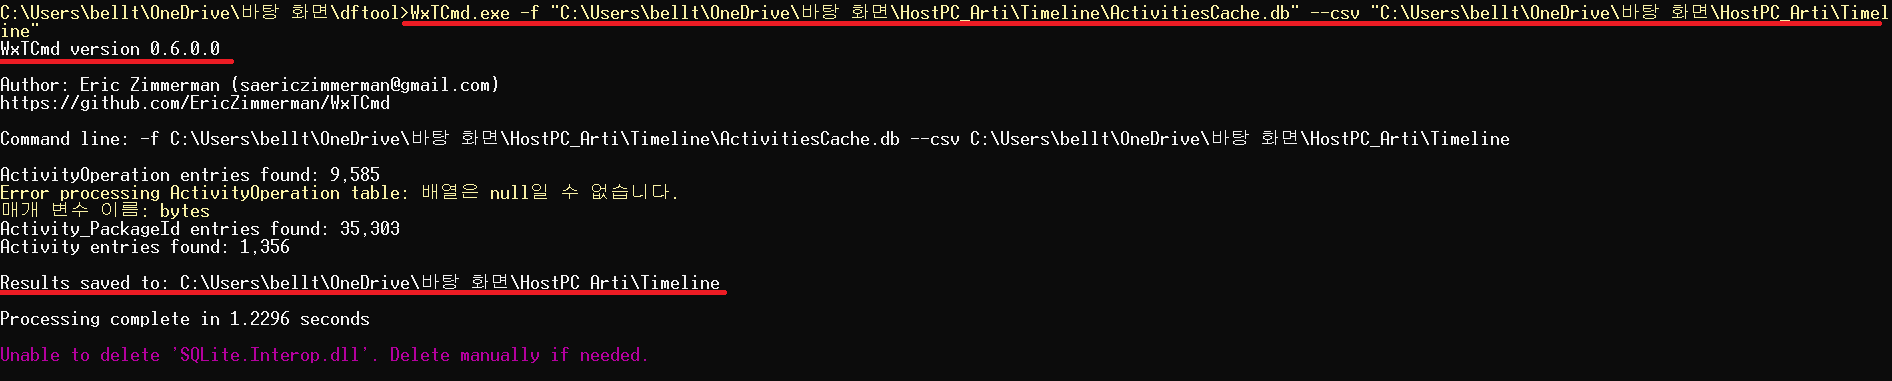 C:\Users\bellt\OneDrive\바탕 화면\dftool>WxTCmd.exe -f "C:\Users\bellt\OneDrive\바탕 화면\HostPC_Arti\Timeline\ActivitiesCache.db" --csv "C:\Users\bellt\OneDrive\바탕 화면\HostPC_Arti\Timel
ine"
WxTCmd version 0.6.0.0
Author: Eric Zimmerman (saericzimmerman@gmail.com)
https://github.com/EricZimmerman/WxTCmd
Command line: -f C:\Users\bellt\OneDrive\바탕 화면\HostPC_Arti\Timeline\ActivitiesCache.db --csv C:\Users\bellt\OneDrive\바탕 화면\HostPC_Arti\Timeline
ActivityOperation entries found: 9,585
Error processing ActivityOperation table: 배열은 null일 수 없습니다.
매개 변수 이름: bytes
Activity_PackageId entries found: 35,303
Activity entries found: 1,356
Results saved to: C:\Users\bellt\OneDrive\바탕 화면\HostPC_Arti\Timeline
Processing complete in 1.2296 seconds
Unable to delete 'SQLite.Interop.dll'. Delete manually if needed.